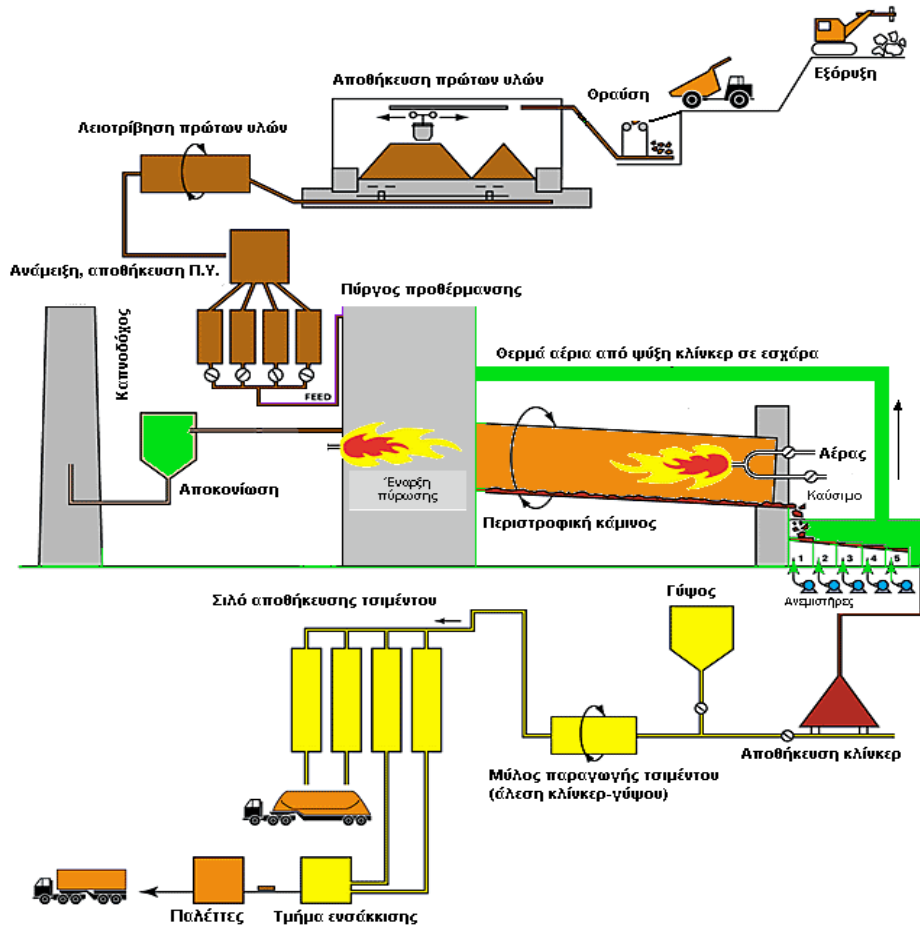 Εξόρυξη
Θραύση
Αποθήκευση πρώτων υλών
Λειοτρίβηση πρώτων υλών
Ανάμειξη, αποθήκευση Π.Υ.
Πύργος προθέρμανσης
Καπνοδόχος
FEED
Θερμά αέρια από ψύξη κλίνκερ σε εσχάρα
Αποκονίωση
Έναρξη
πύρωσης
Περιστροφική κάμινος
Αέρας
Καύσιμο
1 2 3 4 5
Ανεμιστήρες
Σιλό αποθήκευσης τσιμέντου
Γύψος
Αποθήκευση κλίνκερ
Μύλος παραγωγής τσιμέντου
(άλεση κλίνκερ-γύψου)
Παλέττες
Τμήμα ενσάκκισης